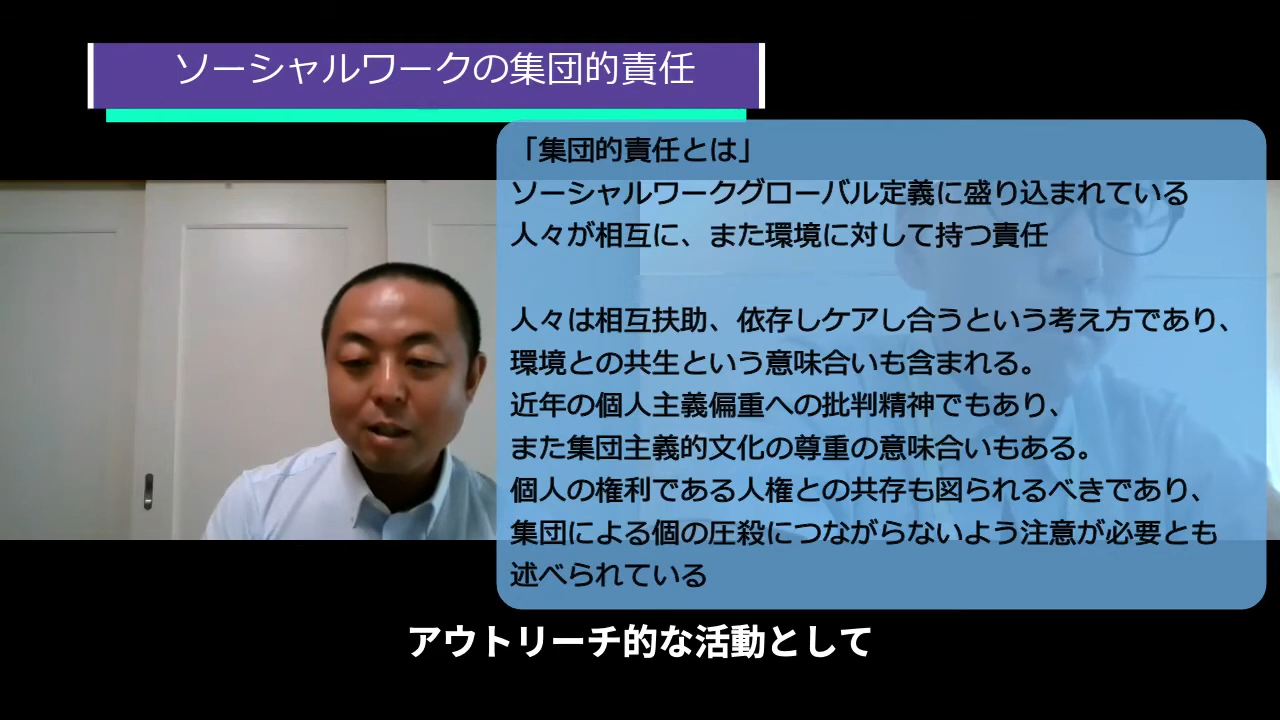 ソーシャルワークの集団的責任
「集団的責任とは」
ソーシャルワークグローバル定義に盛り込まれている
人々が相互に、また環境に対して持つ責任
人々は相互扶助、依存しケアし合うという考え方であり、
環境との共生という意味合いも含まれる。
近年の個人主義偏重への批判精神でもあり、
また集団主義的文化の尊重の意味合いもある。
個人の権利である人権との共存も図られるべきであり、
集団による個の圧殺につながらないよう注意が必要とも
述べられている
アウトリーチ的な活動として